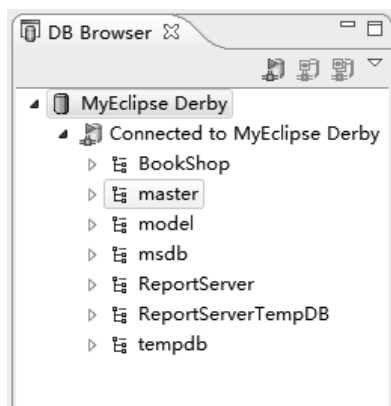 DB Browser
MyEclipse Derby
Connected to MyEclipse Derby
BookShop
master
model
msdb
ReportServer
ReportServerTempDB
tempdb